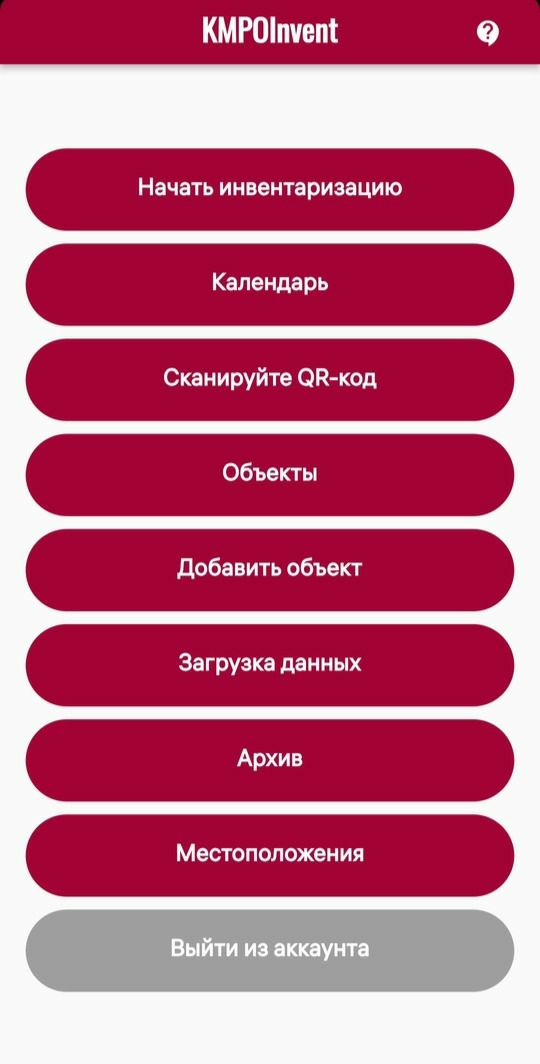 KMPOInvent
Начать инвентаризацию
Календарь
Сканируйте QR-код
Объекты
Добавить объект
Загрузка данных
Архив
Местоположения
Выйти из аккаунта